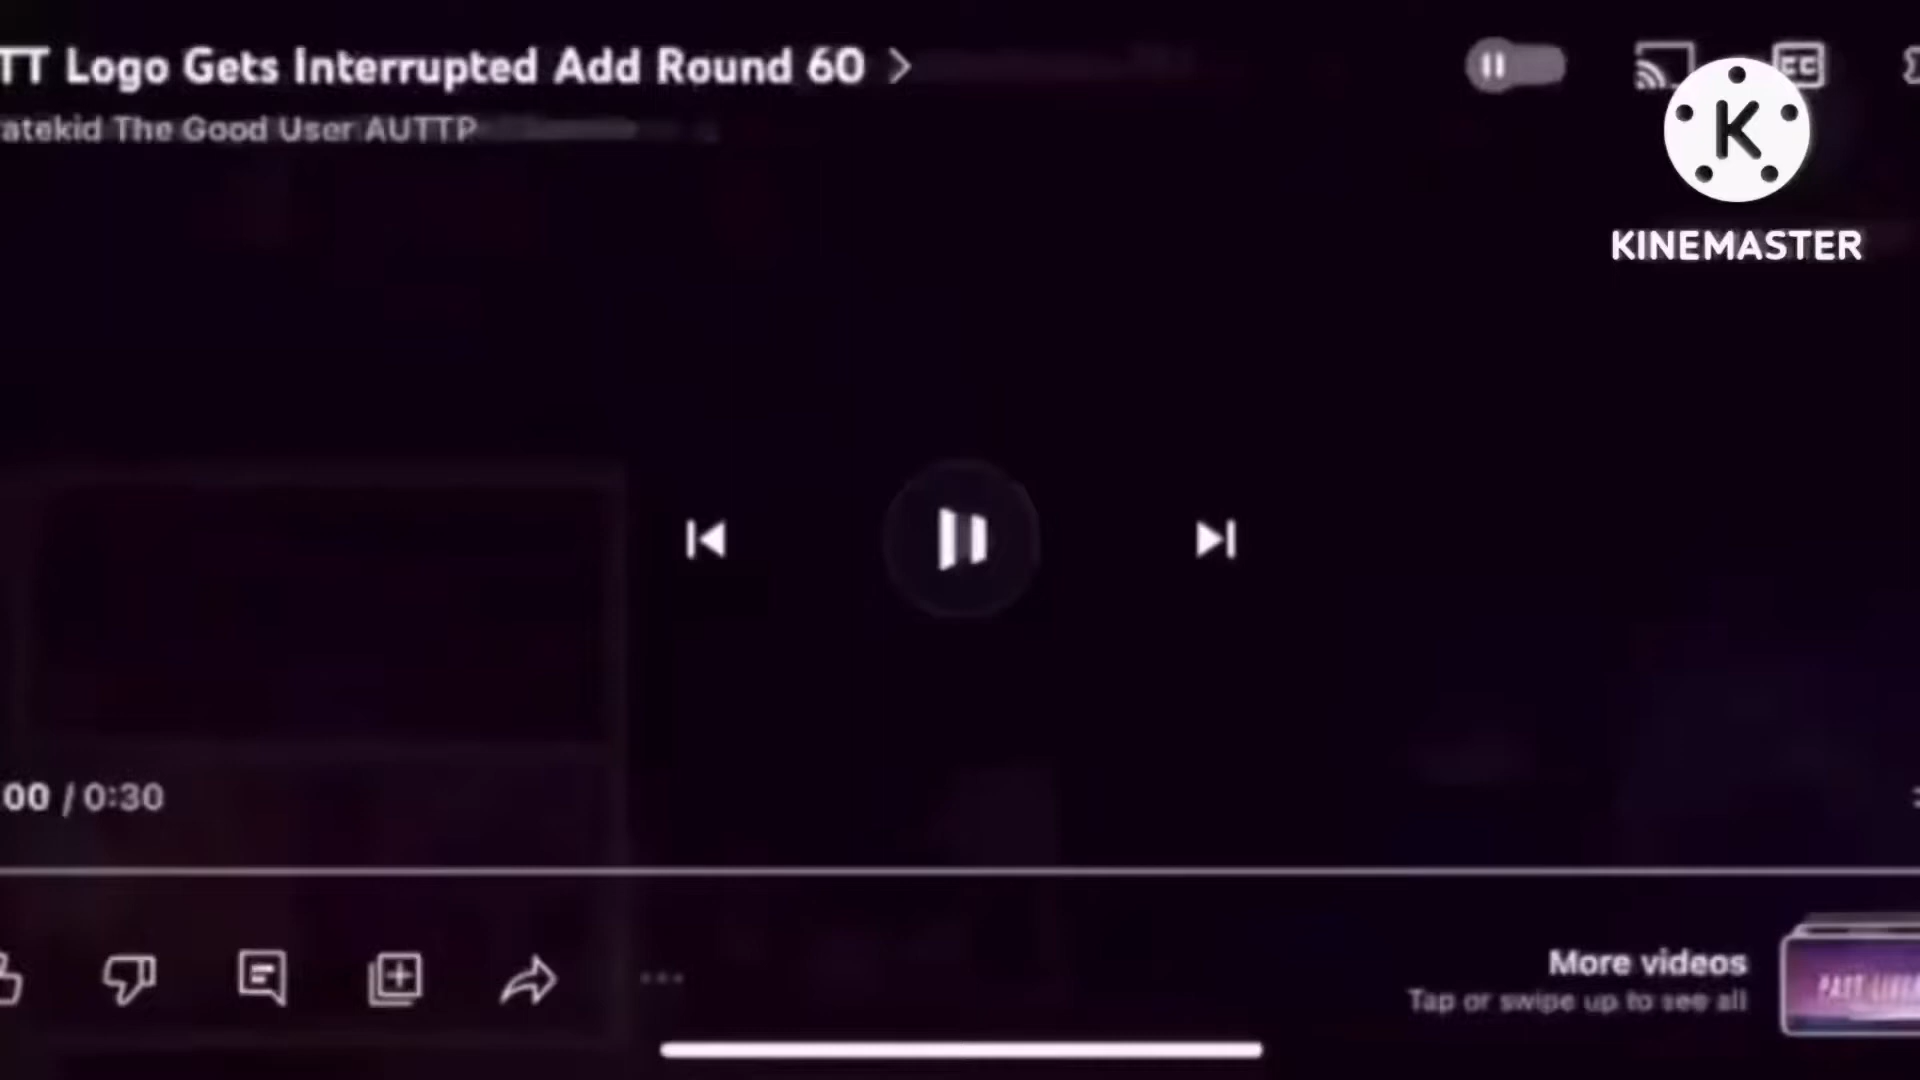 TT Logo Gets Interrupted Add Round 60
atekid The Good User AUTTP
CC
K
KINEMASTER
00 / 0:30
More videos
Tap or swipe up to see all